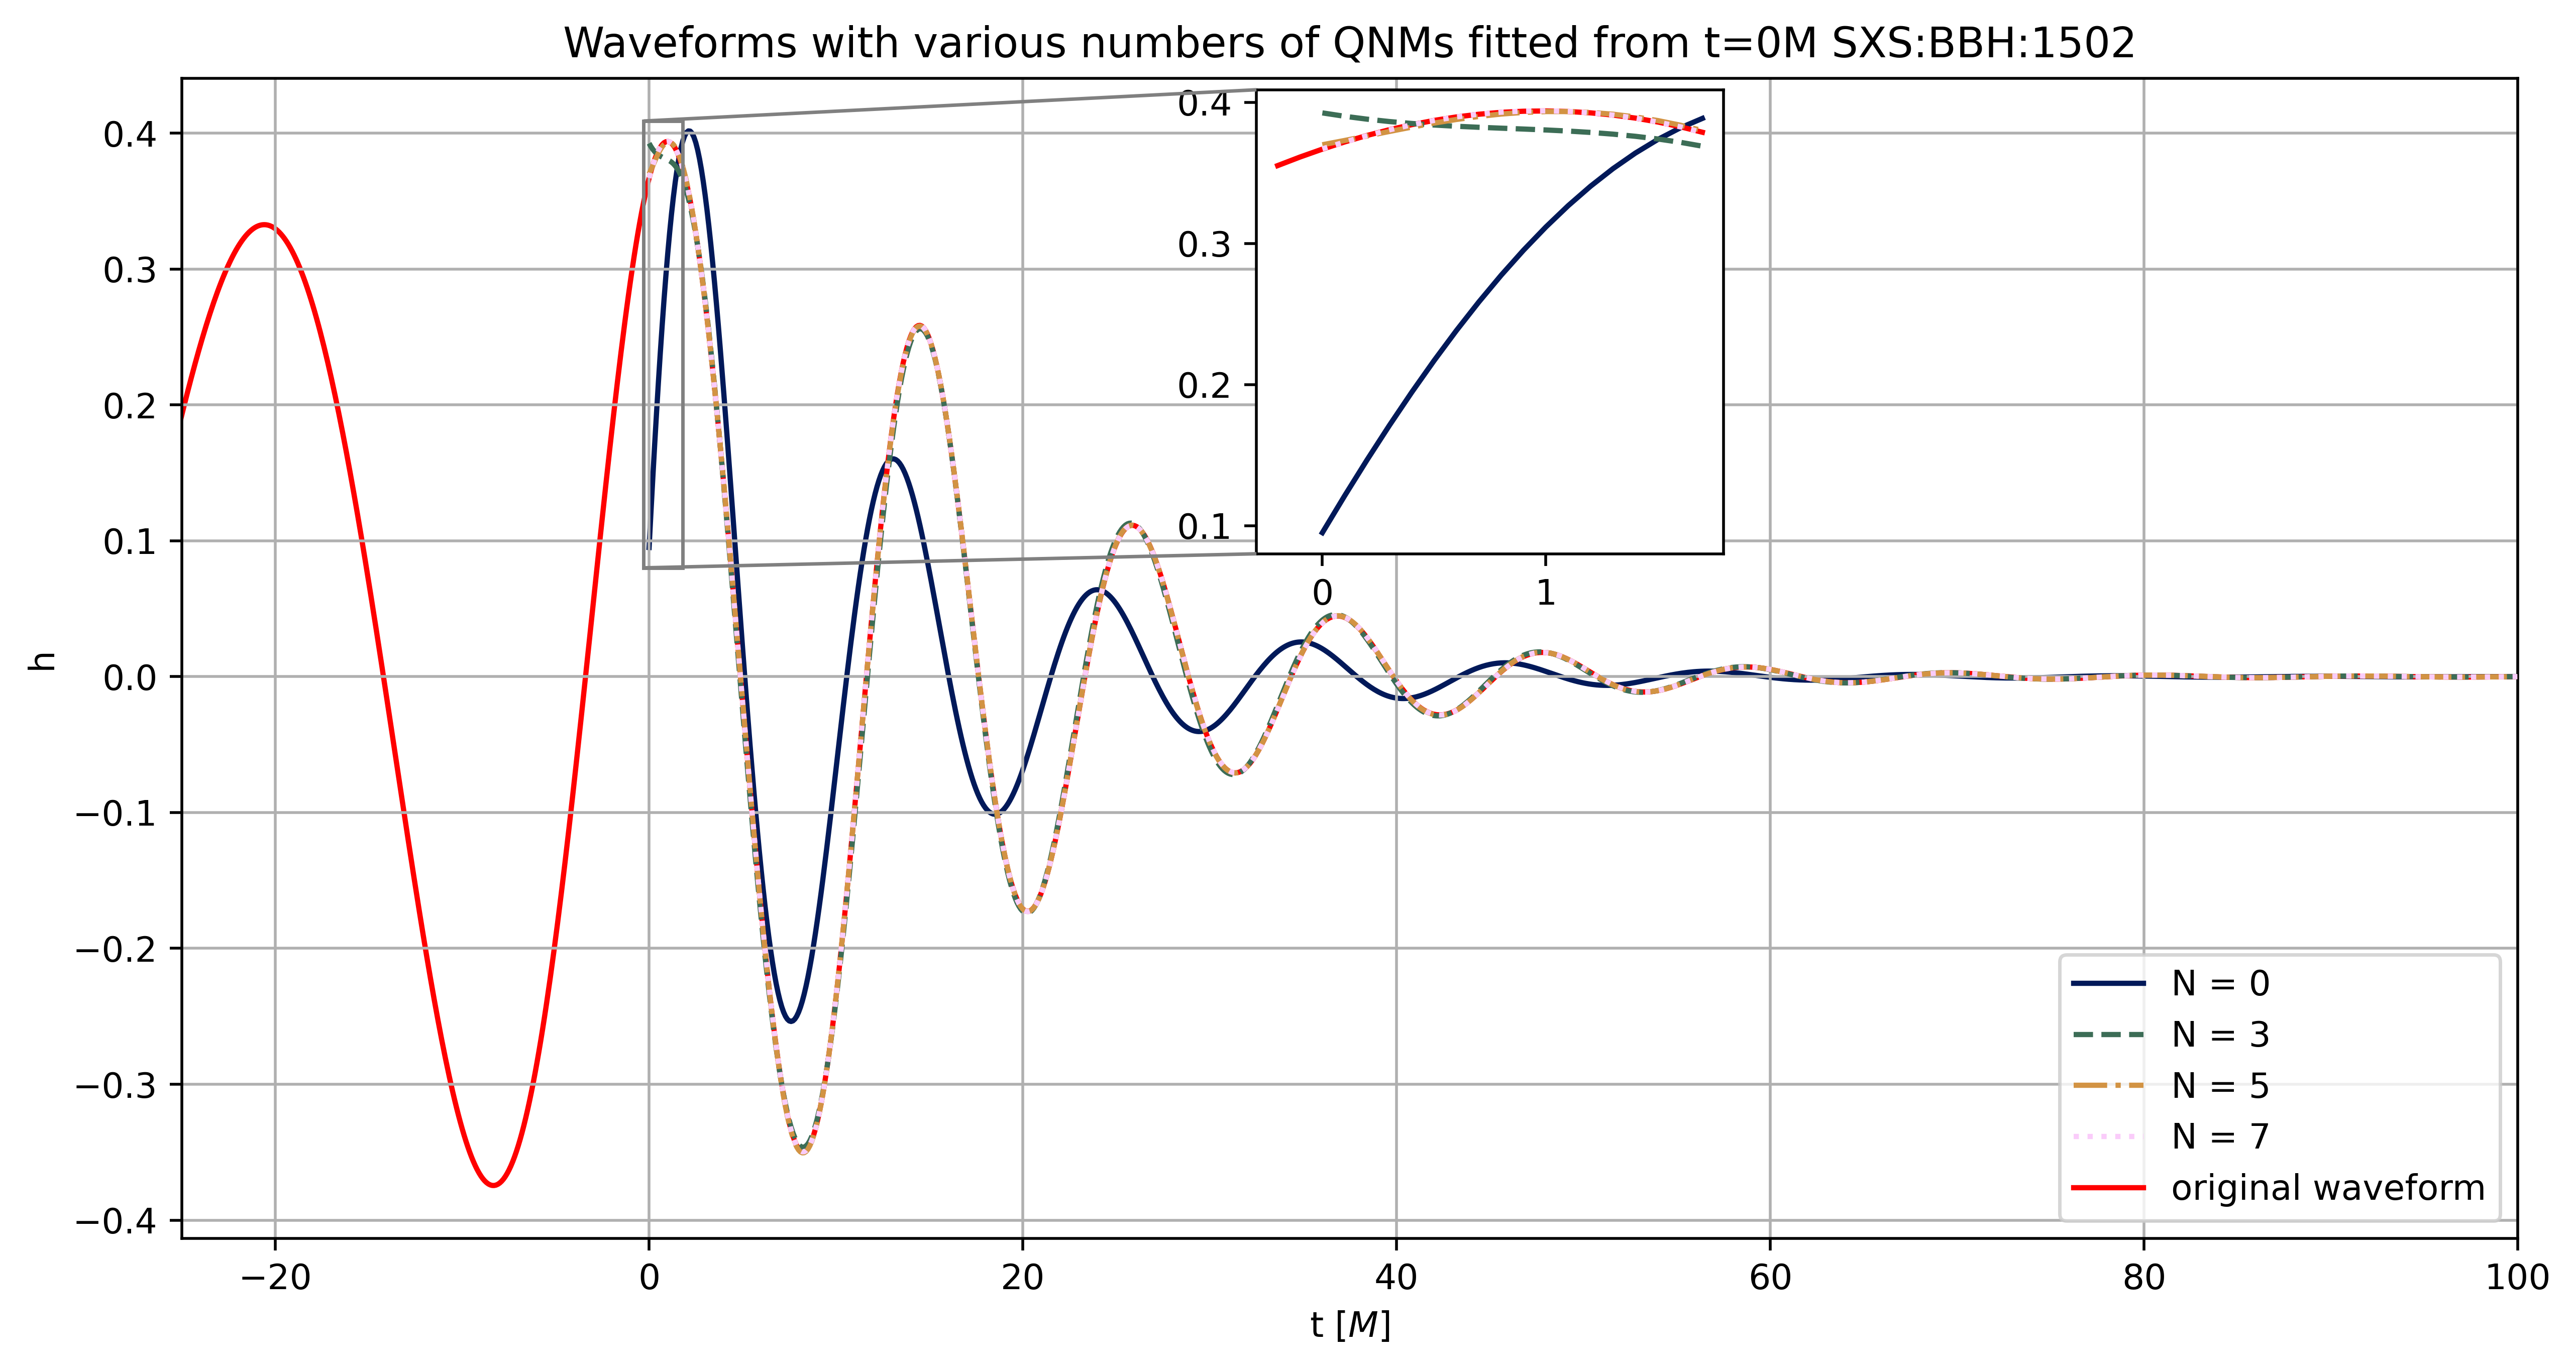 Waveforms with various numbers of QNMs fitted from t=0M SXS:BBH:1502
0.4
0.3
0.2
0.1
0.0
−0.1
−0.2
−0.3
−0.4
h
0.4
0.3
0.2
0.1
0 1
N = 0
N = 3
N = 5
N = 7
original waveform
−20 0 20 40 60 80 100
t [M]